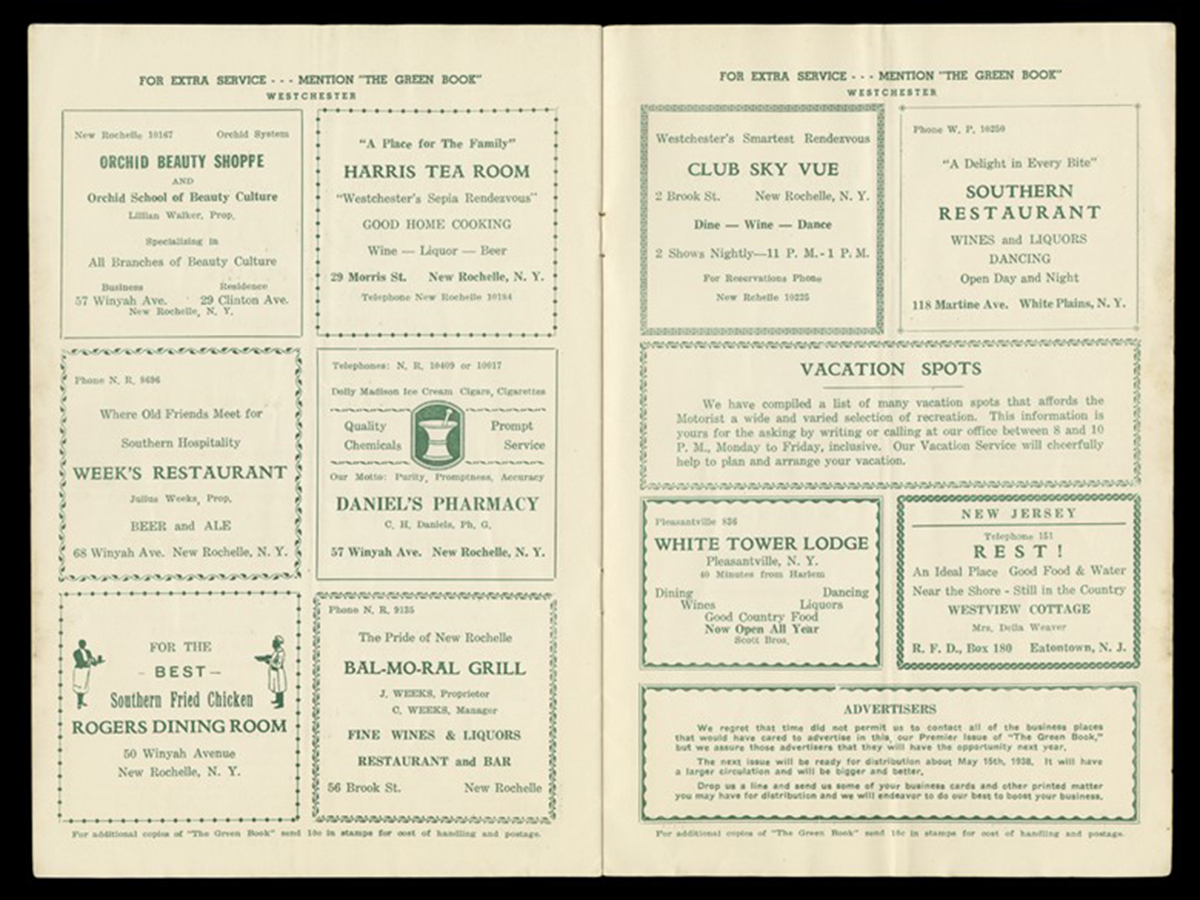 FOR EXTRA SERVICE - - - MENTION "THE GREEN BOOK"
WESTCHESTER
New Rochelle 10167 Orchid System
ORCHID BEAUTY SHOPPE
AND
Orchid School of Beauty Culture
Lillian Walker, Prop.
Specializing in
All Branches of Beauty Culture
Business Residence
57 Winyah Ave. 29 Clinton Ave.
New Rochelle, N. Y.
"A Place for The Family"
HARRIS TEA ROOM
"Westchester's Sepia Rendezvous"
GOOD HOME COOKING
Wine — Liquor — Beer
29 Morris St. New Rochelle, N. Y.
Telephone New Rochelle 10184
Phone N. R. 9696
Where Old Friends Meet for
Southern Hospitality
WEEK'S RESTAURANT
Julius Weeks, Prop.
BEER and ALE
68 Winyah Ave. New Rochelle, N. Y.
Telephones: N. R. 10409 or 10017
Dolly Madison Ice Cream Cigars, Cigarettes
Quality Prompt
Chemicals Service
Our Motto: Purity, Promptness, Accuracy
DANIEL'S PHARMACY
C. H. Daniels, Ph. G.
57 Winyah Ave. New Rochelle, N. Y.
FOR THE
- BEST -
Southern Fried Chicken
ROGERS DINING ROOM
50 Winyah Avenue
New Rochelle, N. Y.
Phone N. R. 9135
The Pride of New Rochelle
BAL-MO-RAL GRILL
J. WEEKS, Proprietor
C. WEEKS, Manager
FINE WINES & LIQUORS
RESTAURANT and BAR
56 Brook St. New Rochelle
For additional copies of "The Green Book" send 10c in stamps for cost of handling and postage.
FOR EXTRA SERVICE - - - MENTION "THE GREEN BOOK"
WESTCHESTER
Westchester's Smartest Rendezvous
CLUB SKY VUE
2 Brook St. New Rochelle, N. Y.
Dine — Wine — Dance
2 Shows Nightly—11 P. M. - 1 P. M.
For Reservations Phone
New Rchelle 10225
Phone W. P. 10250
"A Delight in Every Bite"
SOUTHERN
RESTAURANT
WINES and LIQUORS
DANCING
Open Day and Night
118 Martine Ave. White Plains, N. Y.
VACATION SPOTS
We have compiled a list of many vacation spots that affords the
Motorist a wide and varied selection of recreation. This information is
yours for the asking by writing or calling at our office between 8 and 10
P. M., Monday to Friday, inclusive. Our Vacation Service will cheerfully
help to plan and arrange your vacation.
Pleasantville 836
WHITE TOWER LODGE
Pleasantville, N. Y.
40 Minutes from Harlem
Dining Dancing
Wines Liquors
Good Country Food
Now Open All Year
Scott Bros.
NEW JERSEY
Telephone 151
REST!
An Ideal Place Good Food & Water
Near the Shore - Still in the Country
WESTVIEW COTTAGE
Mrs. Della Weaver
R. F. D., Box 180 Eatontown, N. J.
ADVERTISERS
We regret that time did not permit us to contact all of the business places
that would have cared to advertise in this, our Premier Issue of "The Green Book,"
but we assure those advertisers that they will have the opportunity next year.
The next issue will be ready for distribution about May 15th, 1938. It will have
a larger circulation and will be bigger and better.
Drop us a line and send us some of your business cards and other printed matter
you may have for distribution and we will endeavor to do our best to boost your business.
For additional copies of "The Green Book" send 10c in stamps for cost of handling and postage.